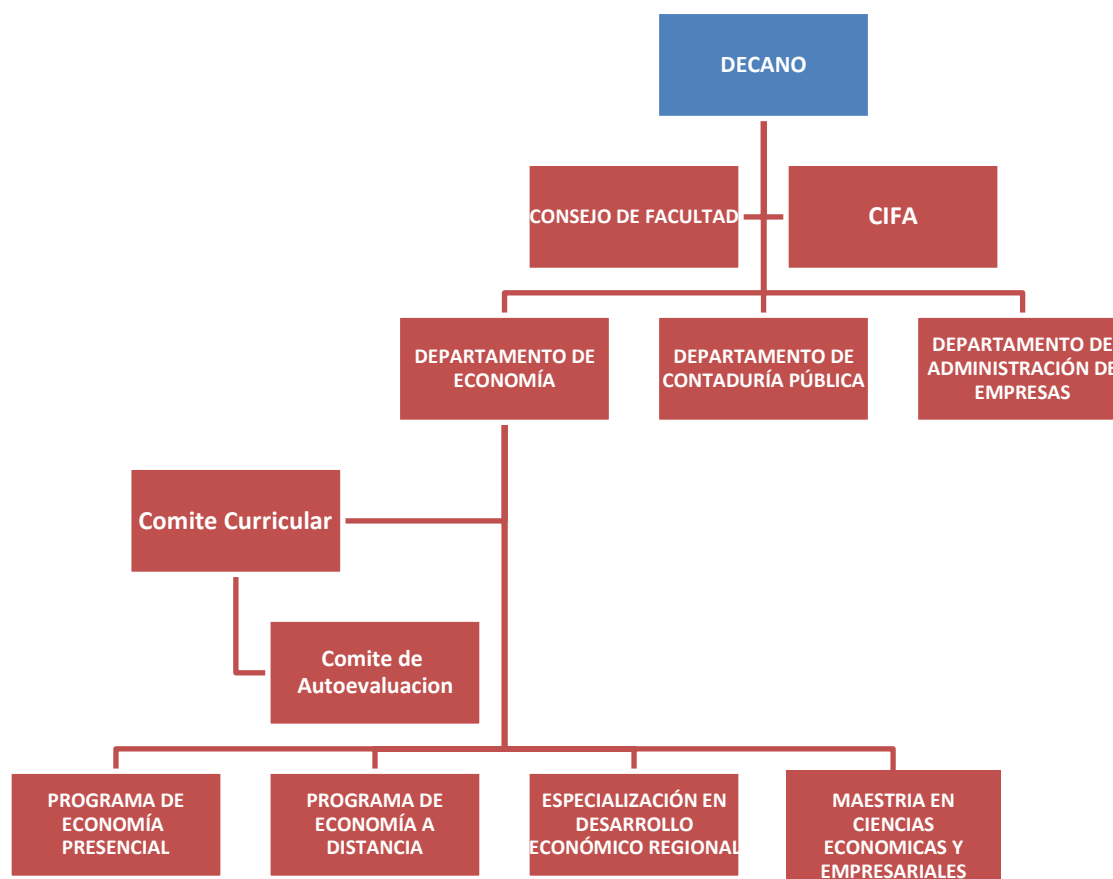 DECANO
CONSEJO DE FACULTAD
CIFA
DEPARTAMENTO DE
ECONOMÍA
DEPARTAMENTO DE
CONTADURÍA PÚBLICA
DEPARTAMENTO DE
ADMINISTRACIÓN DE
EMPRESAS
Comite Curricular
Comite de
Autoevaluacion
PROGRAMA DE
ECONOMÍA
PRESENCIAL
PROGRAMA DE
ECONOMÍA A
DISTANCIA
ESPECIALIZACIÓN EN
DESARROLLO
ECONÓMICO REGIONAL
MAESTRIA EN
CIENCIAS
ECONOMICAS Y
EMPRESARIALES